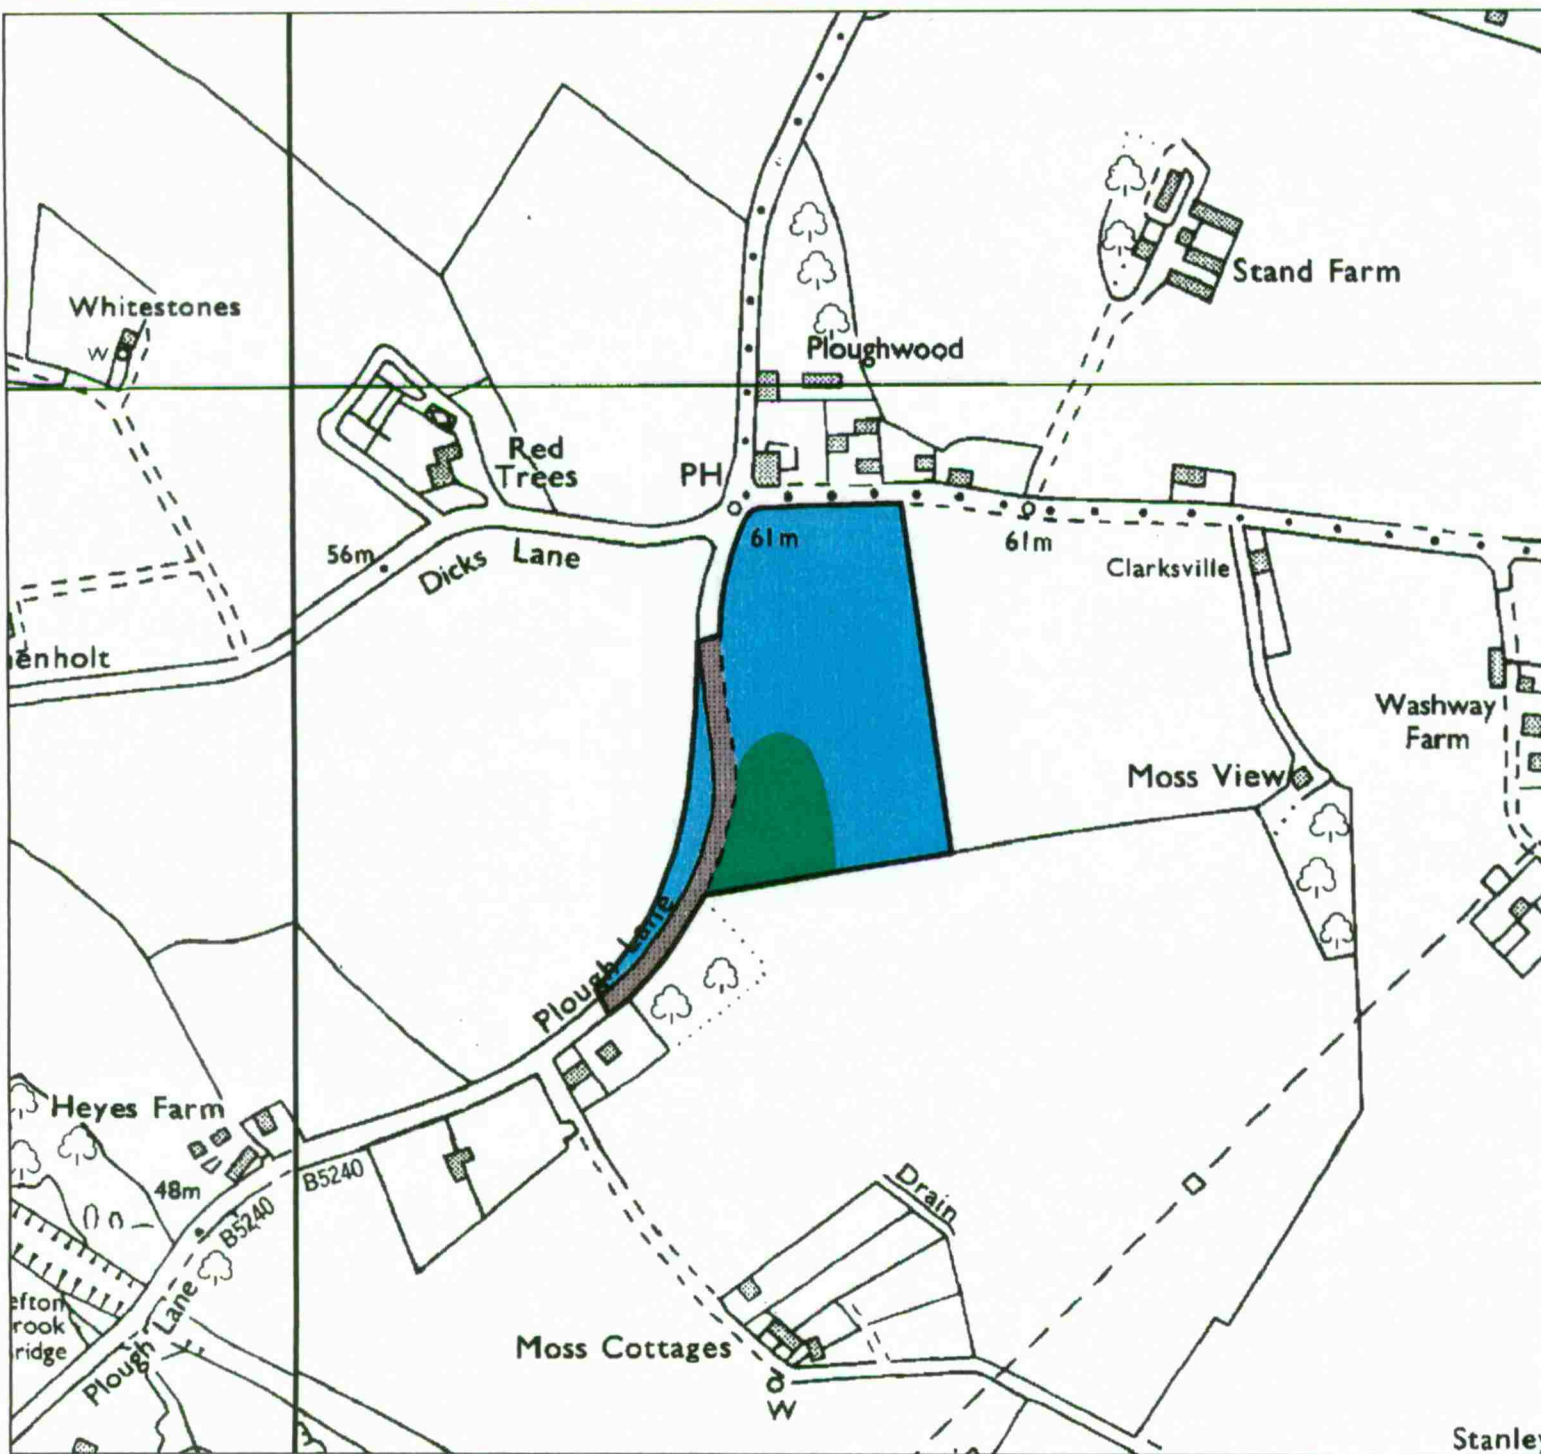 Stand Farm
Whitestones
W
Ploughwood
Red
Trees
PH
61m
61m
56m
Dicks Lane
Clarksville
enholt
Washway
Farm
Moss View
Plough Lane
Heyes Farm
48m
B5240
B5240
Drain
Plough Lane
efton
rook
ridge
Moss Cottages
W
Stanley